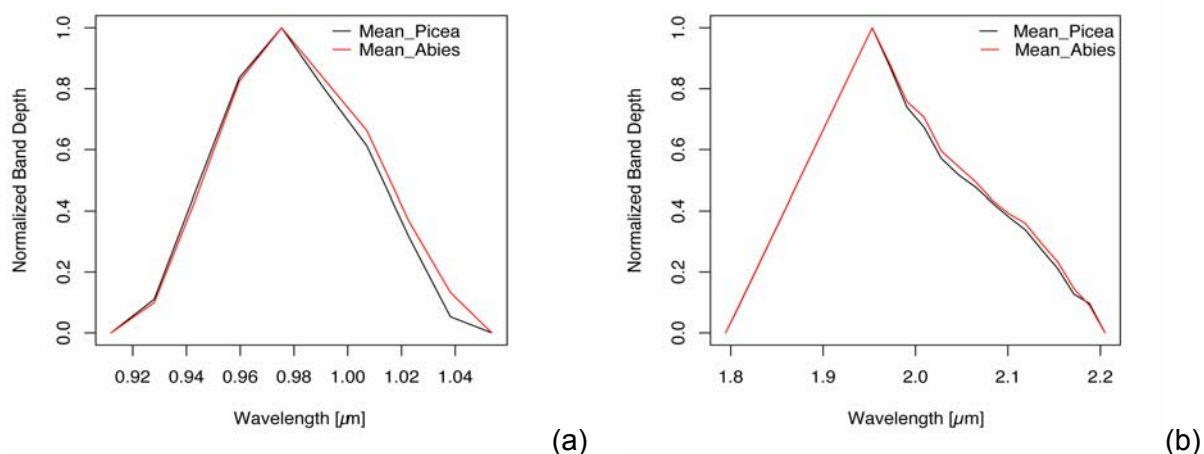 Mean_Picea
Mean_Abies
Normalized Band Depth
0.0 0.2 0.4 0.6 0.8 1.0
0.92 0.94 0.96 0.98 1.00 1.02 1.04
Wavelength [μm]
(a)
Mean_Picea
Mean_Abies
Normalized Band Depth
0.0 0.2 0.4 0.6 0.8 1.0
1.8 1.9 2.0 2.1 2.2
Wavelength [μm]
(b)